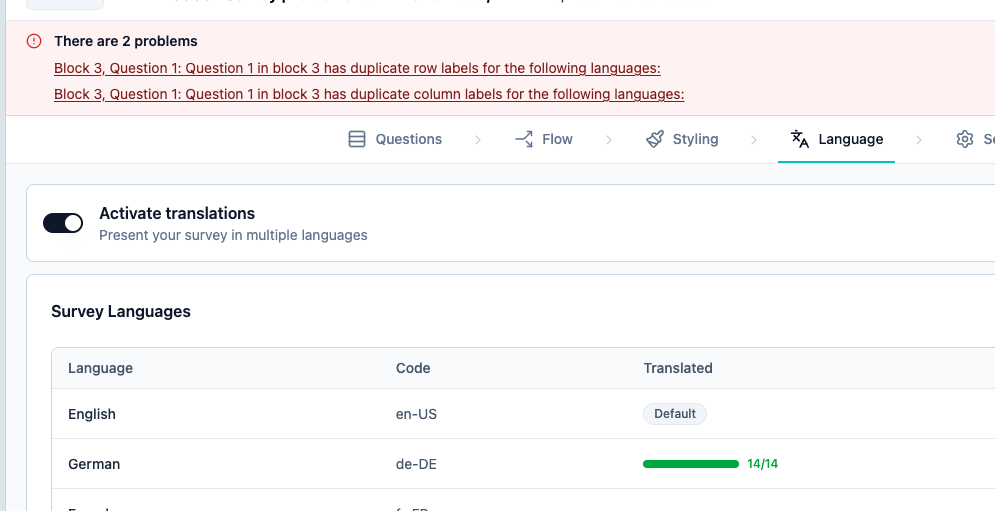 There are 2 problems
Block 3, Question 1: Question 1 in block 3 has duplicate row labels for the following languages:
Block 3, Question 1: Question 1 in block 3 has duplicate column labels for the following languages:
Questions
Flow
Styling
Language
Activate translations
Present your survey in multiple languages
Survey Languages
Language Code Translated
English en-US Default
German de-DE 14/14